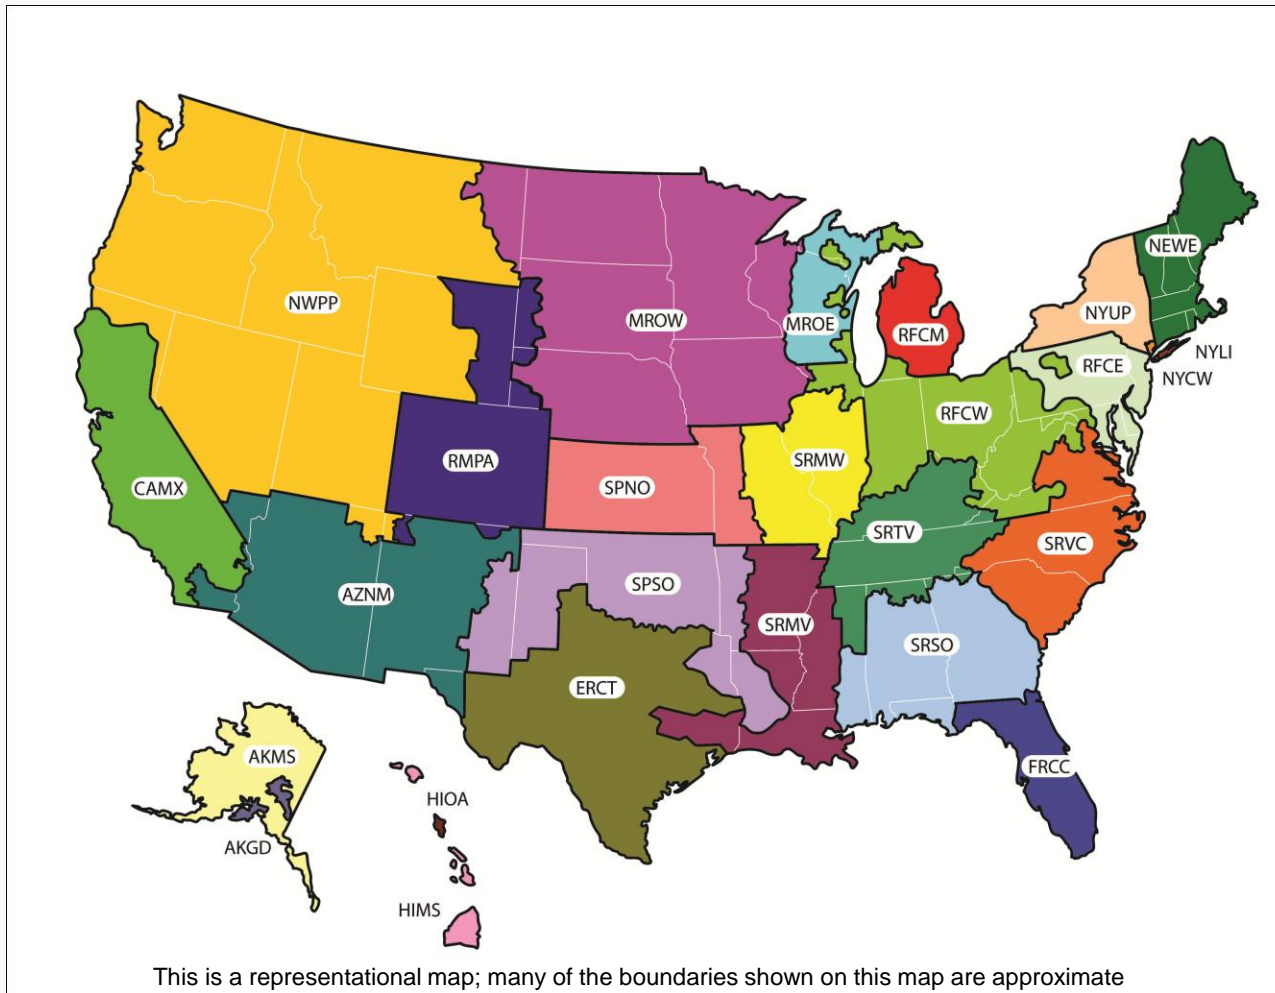 NEWE
NWPP
NYUP
MROW
MROE
RFCM
NYLI
RFCE
NYCW
RFCW
RMPA
SRMW
CAMX
SPNO
SRTV
SRVC
SPSO
AZNM
SRMV
SRSO
ERCT
AKMS
FRCC
HIOA
AKGD
HIMS
This is a representational map; many of the boundaries shown on this map are approximate